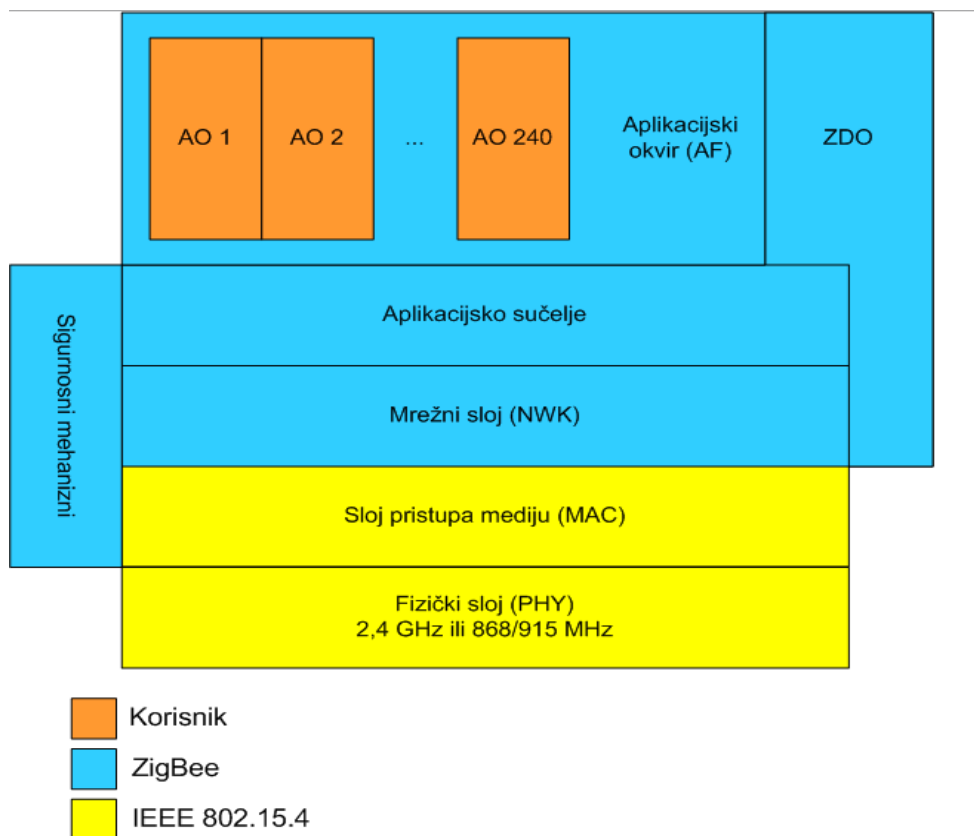 AO 1
AO 2
...
AO 240
Aplikacijski
okvir (AF)
ZDO
Sigurnosni mehanizni
Aplikacijsko sučelje
Mrežni sloj (NWK)
Sloj pristupa mediju (MAC)
Fizički sloj (PHY)
2,4 GHz ili 868/915 MHz
Korisnik
ZigBee
IEEE 802.15.4